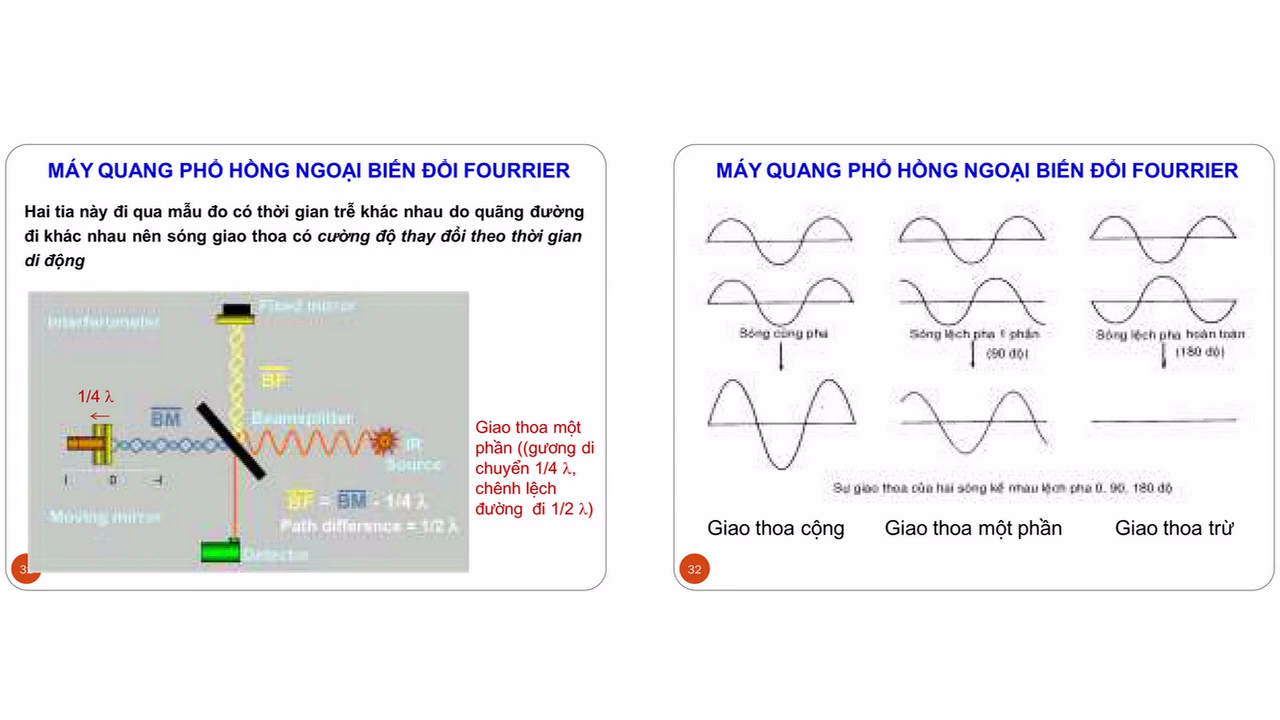 MÁY QUANG PHỔ HỒNG NGOẠI BIẾN ĐỔI FOURRIER
Hai tia này đi qua mẫu đo có thời gian trễ khác nhau do quãng đường
đi khác nhau nên sóng giao thoa có cường độ thay đổi theo thời gian
di động
Fixed mirror
Interferometer
BF
1/4 λ
BM
Beamsplitter
IR
Source
I 0 -I
BF = BM - 1/4 λ
Path difference = 1/2 λ
Moving mirror
Detector
Giao thoa một
phần ((gương di
chuyển 1/4 λ,
chênh lệch
đường đi 1/2 λ)
MÁY QUANG PHỔ HỒNG NGOẠI BIẾN ĐỔI FOURRIER
Sóng cùng pha
Sóng lệch pha 1 phần
(90 độ)
Sóng lệch pha hoàn toàn
(180 độ)
Sự giao thoa của hai sóng kế nhau lệch pha 0, 90, 180 độ
Giao thoa cộng
Giao thoa một phần
Giao thoa trừ
32